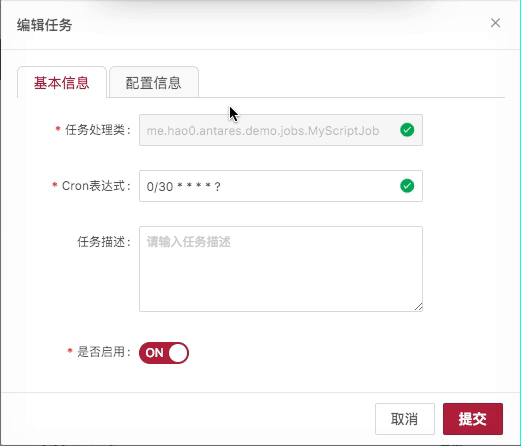 编辑任务
基本信息 配置信息
* 任务处理类: me.hao0.antares.demo.jobs.MyScriptJob
* Cron表达式: 0/30 * * * * ?
任务描述: 请输入任务描述
* 是否启用: ON
取消 提交